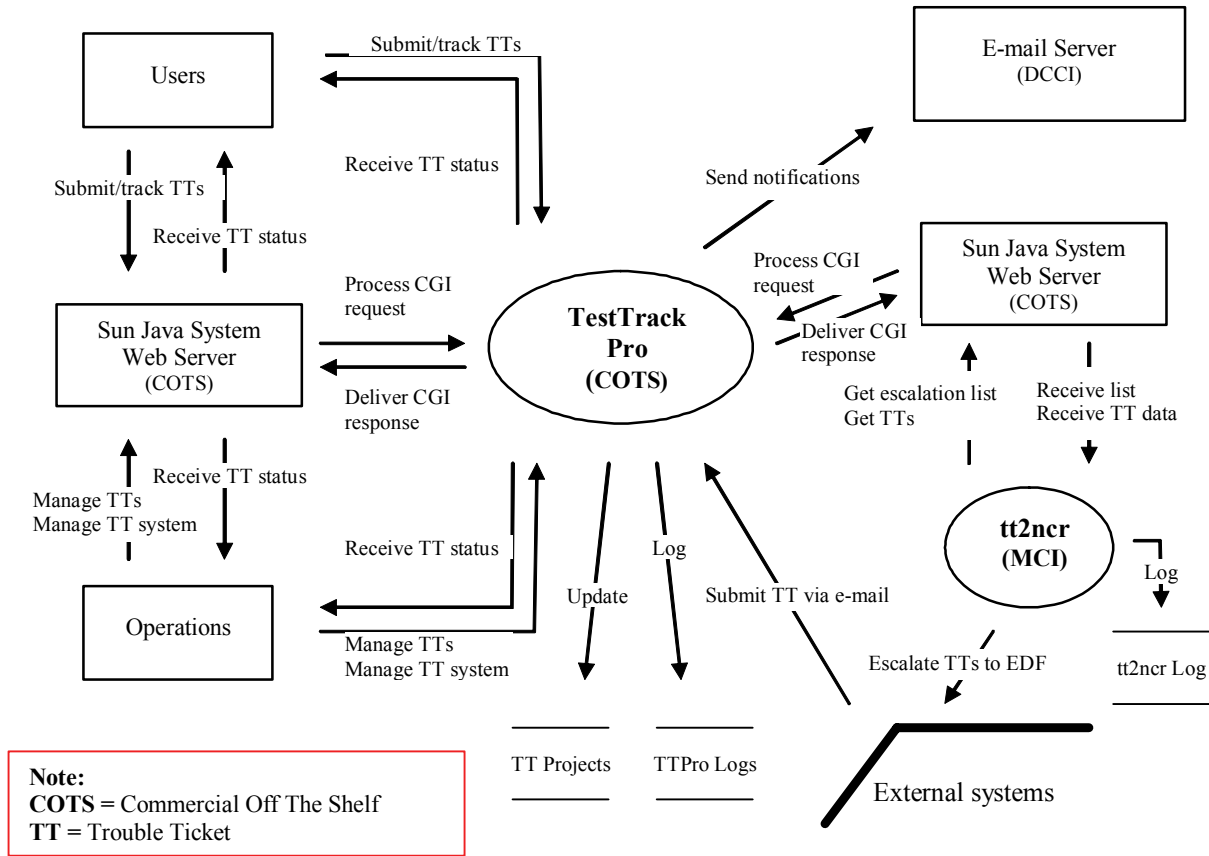 Submit/track TTs
Users
E-mail Server
(DCCI)
Receive TT status
Send notifications
Submit/track TTs
Receive TT status
Process CGI
request
Sun Java System
Web Server
(COTS)
Process CGI
request
Sun Java System
Web Server
(COTS)
TestTrack
Pro
(COTS)
Deliver CGI
response
Deliver CGI
response
Get escalation list
Get TTs
Receive list
Receive TT data
Receive TT status
Manage TTs
Manage TT system
tt2ncr
(MCI)
Receive TT status
Log
Log
Update
Submit TT via e-mail
Operations
Manage TTs
Manage TT system
Escalate TTs to EDF
tt2ncr Log
TT Projects
TTPro Logs
External systems
Note:
COTS = Commercial Off The Shelf
TT = Trouble Ticket